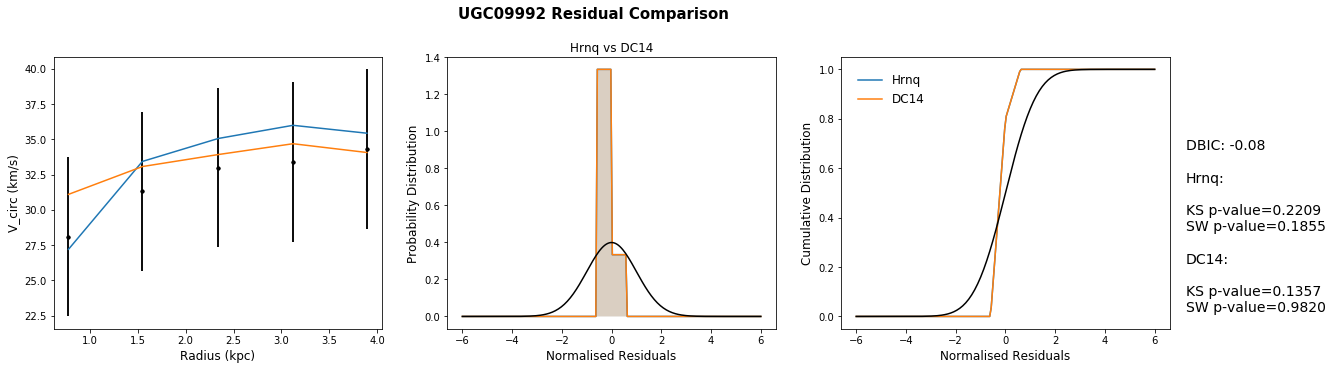 UGC09992 Residual Comparison
40.0
37.5
35.0
32.5
30.0
27.5
25.0
22.5
V_circ (km/s)
1.0 1.5 2.0 2.5 3.0 3.5 4.0
Radius (kpc)
Hrnq vs DC14
1.4
1.2
1.0
0.8
0.6
0.4
0.2
0.0
Probability Distribution
−6 −4 −2 0 2 4 6
Normalised Residuals
1.0
0.8
0.6
0.4
0.2
0.0
Cumulative Distribution
Hrnq
DC14
−6 −4 −2 0 2 4 6
Normalised Residuals
DBIC: -0.08
Hrnq:
KS p-value=0.2209
SW p-value=0.1855
DC14:
KS p-value=0.1357
SW p-value=0.9820